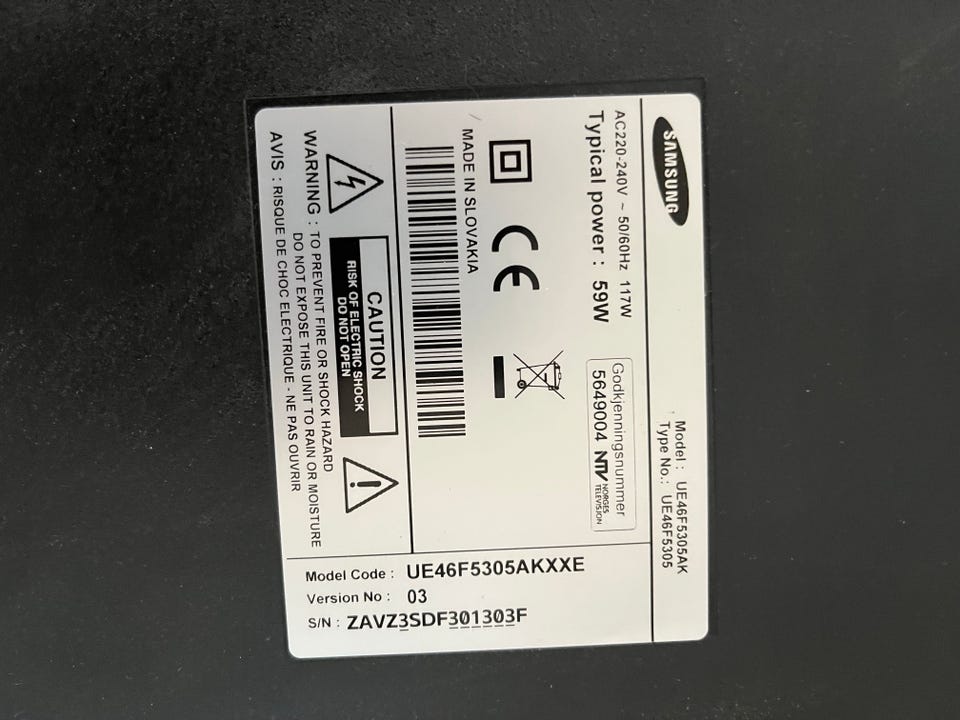 SAMSUNG
Model : UE46F5305AK
Type No.: UE46F5305
AC220-240V ~ 50/60Hz 117W
Typical power : 59W
Godkjenningsnummer
5649004 NTV NORGES
TELEVISJON
CE
MADE IN SLOVAKIA
CAUTION
RISK OF ELECTRIC SHOCK
DO NOT OPEN
WARNING : TO PREVENT FIRE OR SHOCK HAZARD
DO NOT EXPOSE THIS UNIT TO RAIN OR MOISTURE
AVIS : RISQUE DE CHOC ELECTRIQUE - NE PAS OUVRIR
Model Code : UE46F5305AKXXE
Version No : 03
S/N : ZAVZ3SDF301303F